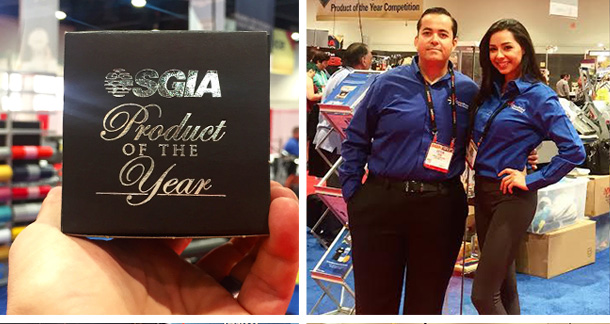 SGIA
Product
OF THE
Year
Product
of the Year Competition